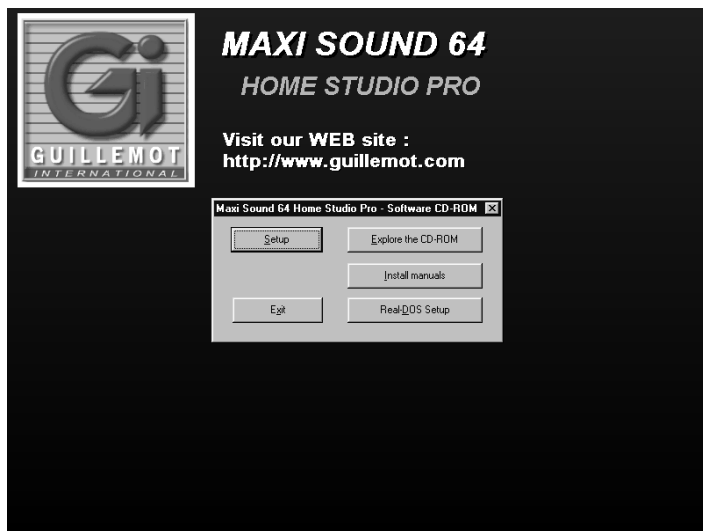 MAXI SOUND 64
HOME STUDIO PRO
GUILLEMOT
INTERNATIONAL
Visit our WEB site :
http://www.guillemot.com
Maxi Sound 64 Home Studio Pro - Software CD-ROM
Setup
Explore the CD-ROM
Install manuals
Exit
Real-DOS Setup